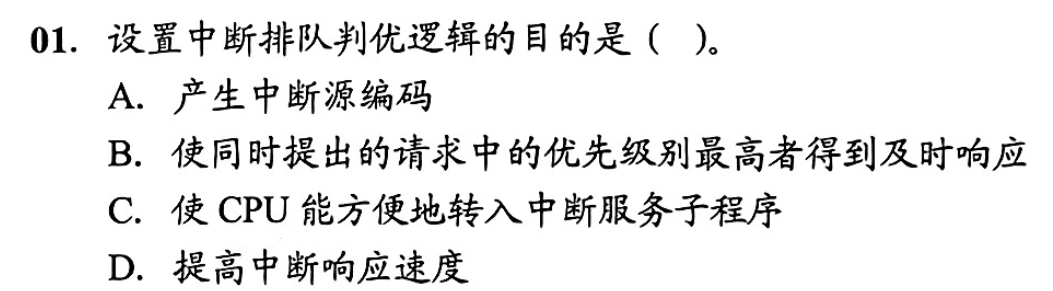 01. 设置中断排队判优逻辑的目的是（ ）。
A. 产生中断源编码
B. 使同时提出的请求中的优先级别最高者得到及时响应
C. 使 CPU 能方便地转入中断服务子程序
D. 提高中断响应速度